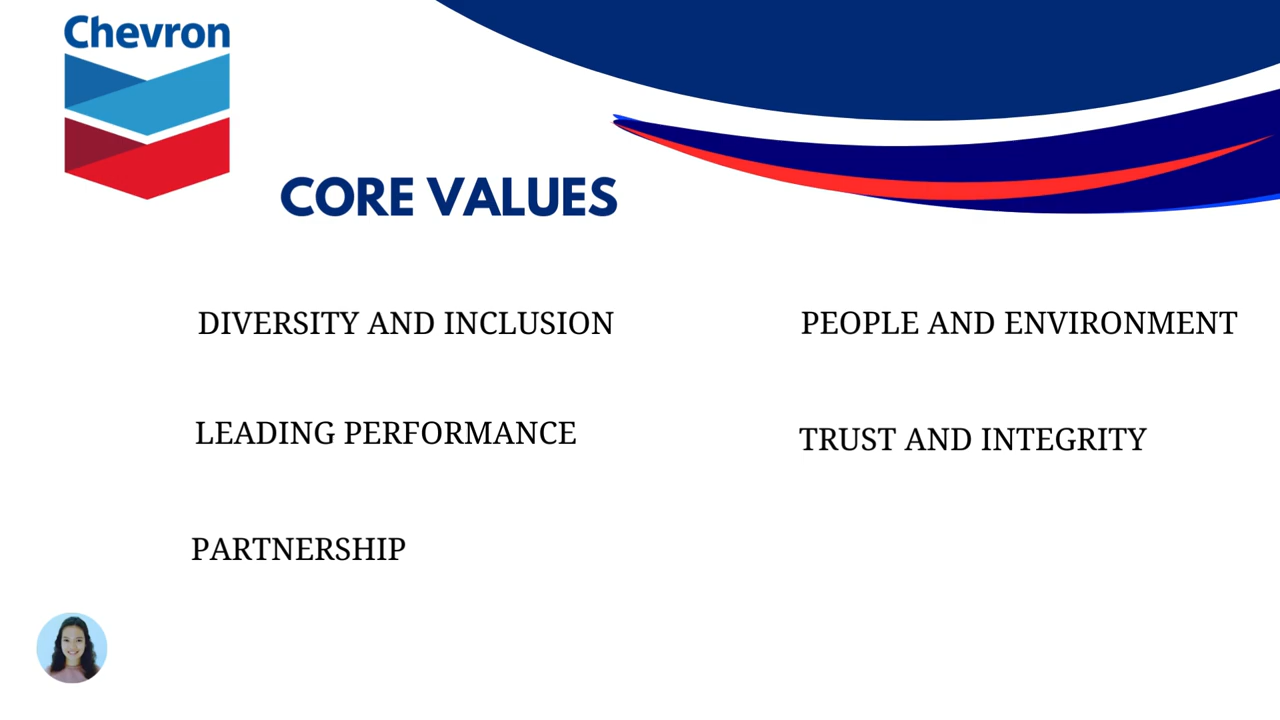 Chevron
CORE VALUES
DIVERSITY AND INCLUSION
LEADING PERFORMANCE
PARTNERSHIP
PEOPLE AND ENVIRONMENT
TRUST AND INTEGRITY